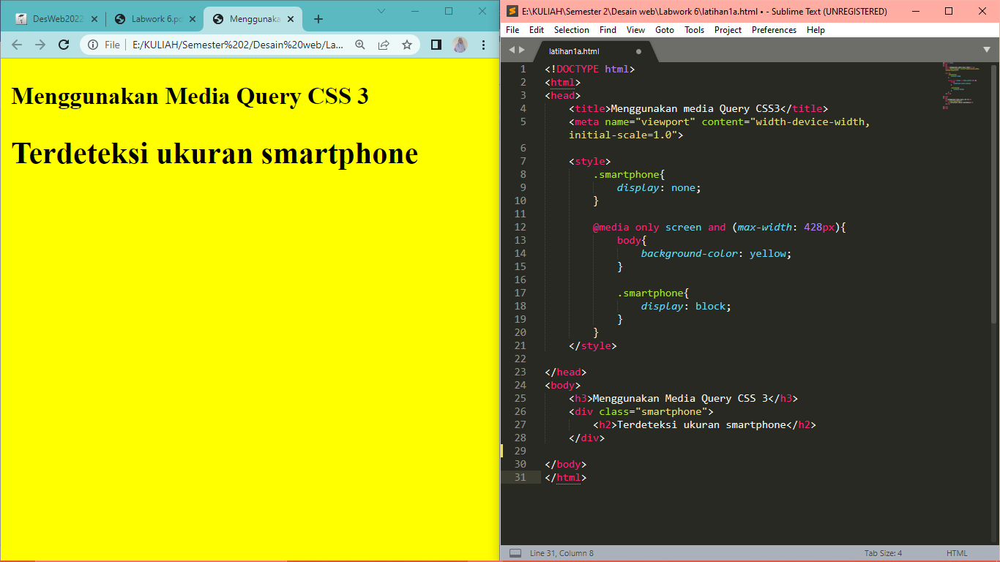 DesWeb2022
Labwork 6.pd
Menggunaka
File
E:/KULIAH/Semester%202/Desain%20web/La...
Menggunakan Media Query CSS 3
Terdeteksi ukuran smartphone
E:\KULIAH\Semester 2\Desain web\Labwork 6\latihan1a.html • - Sublime Text (UNREGISTERED)
File Edit Selection Find View Goto Tools Project Preferences Help
latihan1a.html
1 <!DOCTYPE html>
2 <html>
3 <head>
4 <title>Menggunakan media Query CSS3</title>
5 <meta name="viewport" content="width-device-width,
initial-scale=1.0">
6
7 <style>
8 .smartphone{
9 display: none;
10 }
11
12 @media only screen and (max-width: 428px){
13 body{
14 background-color: yellow;
15 }
16
17 .smartphone{
18 display: block;
19 }
20 }
21 </style>
22
23 </head>
24 <body>
25 <h3>Menggunakan Media Query CSS 3</h3>
26 <div class="smartphone">
27 <h2>Terdeteksi ukuran smartphone</h2>
28 </div>
29
30 </body>
31 </html>
Line 31, Column 8
Tab Size: 4
HTML